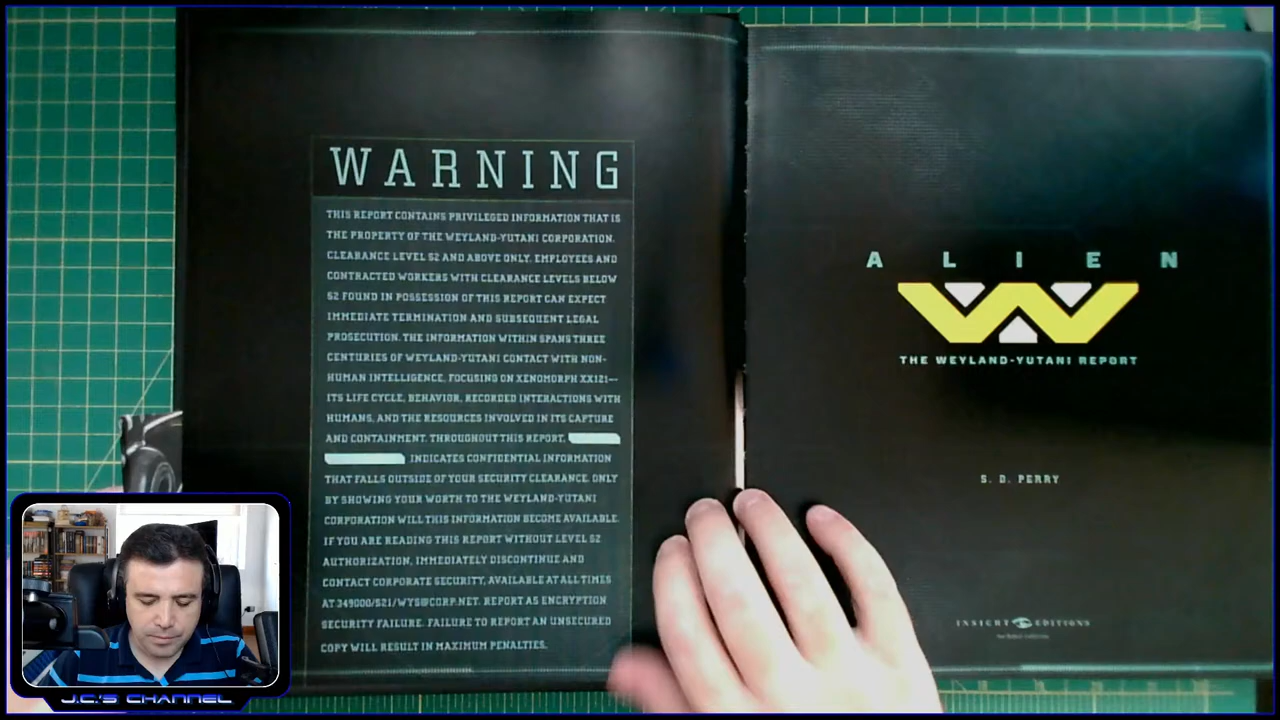 WARNING
THIS REPORT CONTAINS PRIVILEGED INFORMATION THAT IS
THE PROPERTY OF THE WEYLAND-YUTANI CORPORATION.
CLEARANCE LEVEL 52 AND ABOVE ONLY. EMPLOYEES AND
CONTRACTED WORKERS WITH CLEARANCE LEVELS BELOW
52 FOUND IN POSSESSION OF THIS REPORT CAN EXPECT
IMMEDIATE TERMINATION AND SUBSEQUENT LEGAL
PROSECUTION. THE INFORMATION WITHIN SPANS THREE
CENTURIES OF WEYLAND-YUTANI CONTACT WITH NON-
HUMAN INTELLIGENCE, FOCUSING ON XENOMORPH XX121—
ITS LIFE CYCLE, BEHAVIOR, RECORDED INTERACTIONS WITH
HUMANS, AND THE RESOURCES INVOLVED IN ITS CAPTURE
AND CONTAINMENT. THROUGHOUT THIS REPORT,
INDICATES CONFIDENTIAL INFORMATION
THAT FALLS OUTSIDE OF YOUR SECURITY CLEARANCE. ONLY
BY SHOWING YOUR WORTH TO THE WEYLAND-YUTANI
CORPORATION WILL THIS INFORMATION BECOME AVAILABLE.
IF YOU ARE READING THIS REPORT WITHOUT LEVEL 52
AUTHORIZATION, IMMEDIATELY DISCONTINUE AND
CONTACT CORPORATE SECURITY, AVAILABLE AT ALL TIMES
AT 349000/521/WYS@CORP.NET. REPORT AS ENCRYPTION
SECURITY FAILURE. FAILURE TO REPORT AN UNSECURED
COPY WILL RESULT IN MAXIMUM PENALTIES.
ALIEN
THE WEYLAND-YUTANI REPORT
S. D. PERRY
INSIGHT EDITIONS
J.C.'S CHANNEL